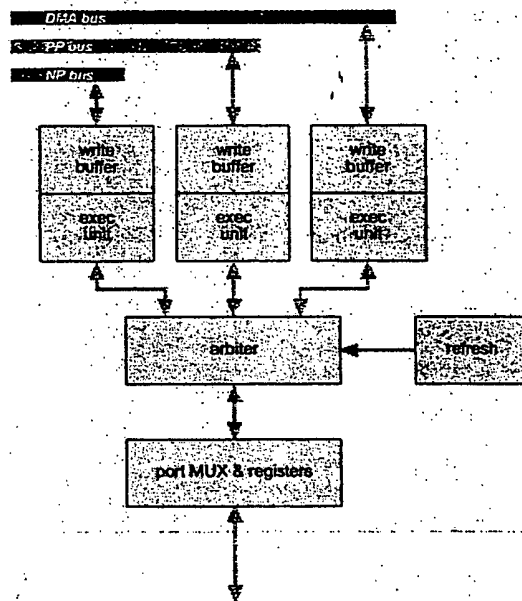 DMA bus
PP bus
NP bus
write
buffer
write
buffer
write
buffer
exec
unit
exec
unit
exec
unit
arbiter
refresh
port MUX & registers